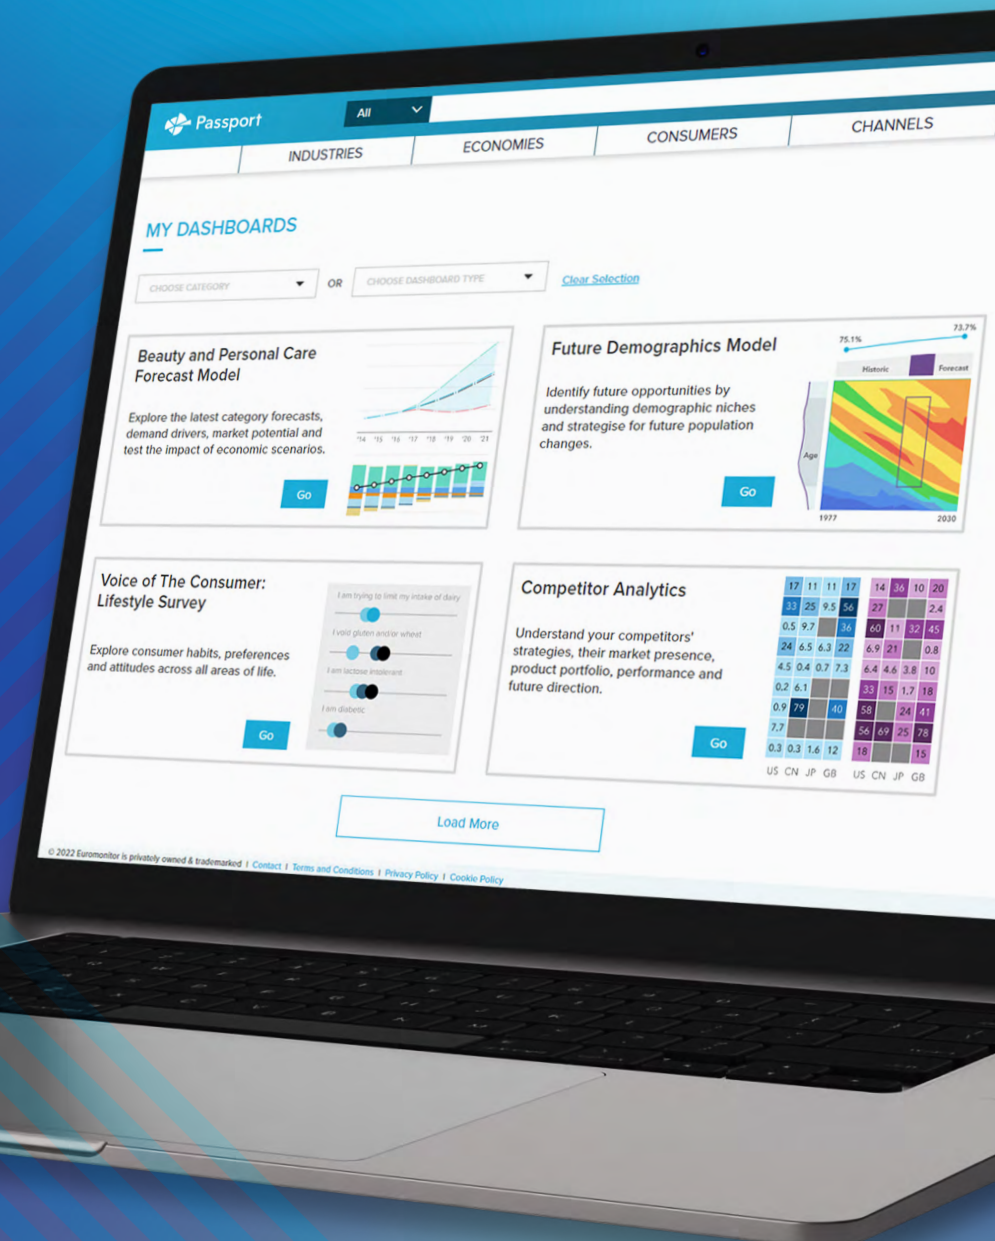 Passport
All
INDUSTRIES
ECONOMIES
CONSUMERS
CHANNELS
MY DASHBOARDS
CHOOSE CATEGORY
OR
CHOOSE DASHBOARD TYPE
Clear Selection
Beauty and Personal Care
Forecast Model
Explore the latest category forecasts,
demand drivers, market potential and
test the impact of economic scenarios.
Go
'14 '15 '16 '17 '18 '19 '20 '21
Future Demographics Model
Identify future opportunities by
understanding demographic niches
and strategise for future population
changes.
Go
75.1%
73.7%
Historic
Forecast
Age
1977
2030
Voice of The Consumer:
Lifestyle Survey
Explore consumer habits, preferences
and attitudes across all areas of life.
Go
I am trying to limit my intake of dairy
I void gluten and/or wheat
I am lactose intolerant
I am diabetic
Competitor Analytics
Understand your competitors'
strategies, their market presence,
product portfolio, performance and
future direction.
Go
17 11 11 17
33 25 9.5 56
0.5 9.7 36
24 6.5 6.3 22
4.5 0.4 0.7 7.3
0.2 6.1
0.9 79 40
7.7
0.3 0.3 1.6 12
US CN JP GB
14 36 10 20
27 2.4
60 11 32 45
6.9 21 0.8
6.4 4.6 3.8 10
33 15 1.7 18
58 24 41
56 69 25 78
18 15
US CN JP GB
Load More
© 2022 Euromonitor is privately owned & trademarked I Contact I Terms and Conditions I Privacy Policy I Cookie Policy